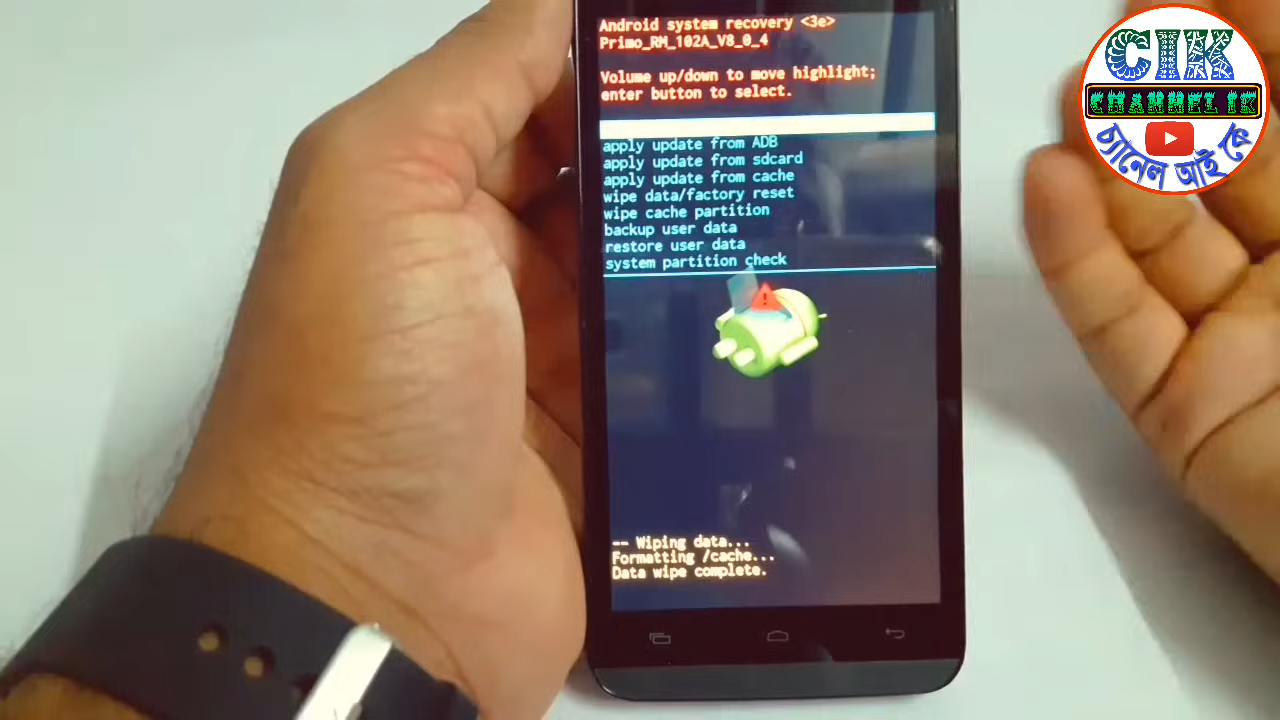 Android system recovery <3e>
Primo_RM_102A_V8_0_4
Volume up/down to move highlight;
enter button to select.
apply update from ADB
apply update from sdcard
apply update from cache
wipe data/factory reset
wipe cache partition
backup user data
restore user data
system partition check
-- Wiping data...
Formatting /cache...
Data wipe complete.
CIK
CHANNEL IK
চ্যানেল আই কে